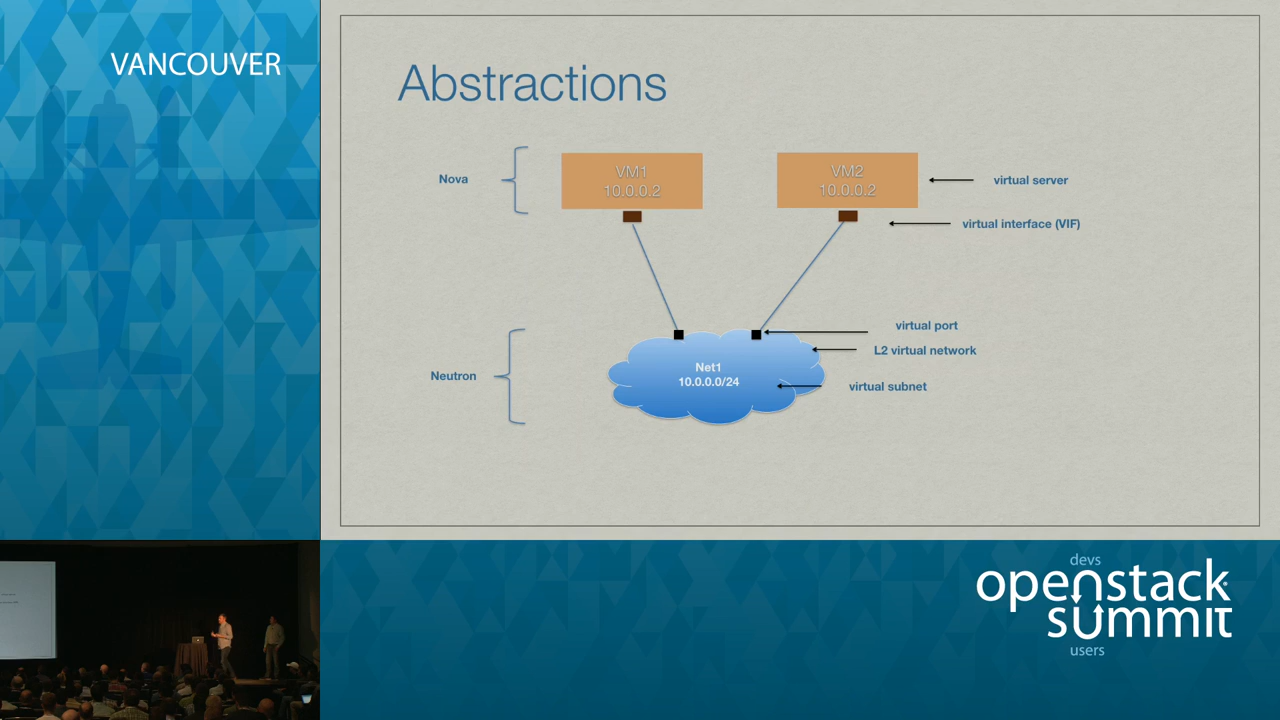 VANCOUVER
Abstractions
Nova
VM1
10.0.0.2
VM2
10.0.0.2
virtual server
virtual interface (VIF)
virtual port
L2 virtual network
Neutron
Net1
10.0.0.0/24
virtual subnet
devs
openstack
summit
users